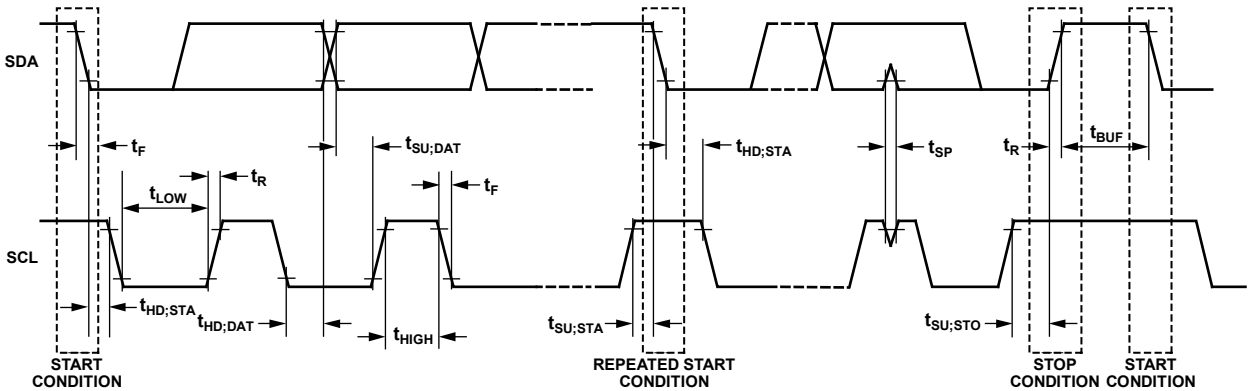 SDA
tF
tSU;DAT
tHD;STA
tSP
tR
tBUF
tLOW
tR
tF
SCL
tHD;STA
tHD;DAT
tHIGH
tSU;STA
tSU;STO
START
CONDITION
REPEATED START
CONDITION
STOP
CONDITION
START
CONDITION